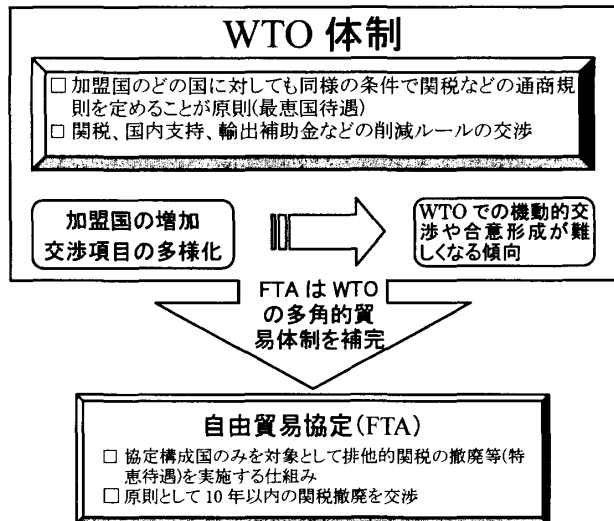 WTO 体制
□ 加盟国のどの国に対しても同様の条件で関税などの通商規
則を定めることが原則(最恵国待遇)
□ 関税、国内支持、輸出補助金などの削減ルールの交渉
加盟国の増加
交渉項目の多様化
WTO での機動的交
渉や合意形成が難
しくなる傾向
FTA は WTO
の多角的貿
易体制を補完
自由貿易協定(FTA)
□ 協定構成国のみを対象として排他的関税の撤廃等(特
恵待遇)を実施する仕組み
□ 原則として 10 年以内の関税撤廃を交渉